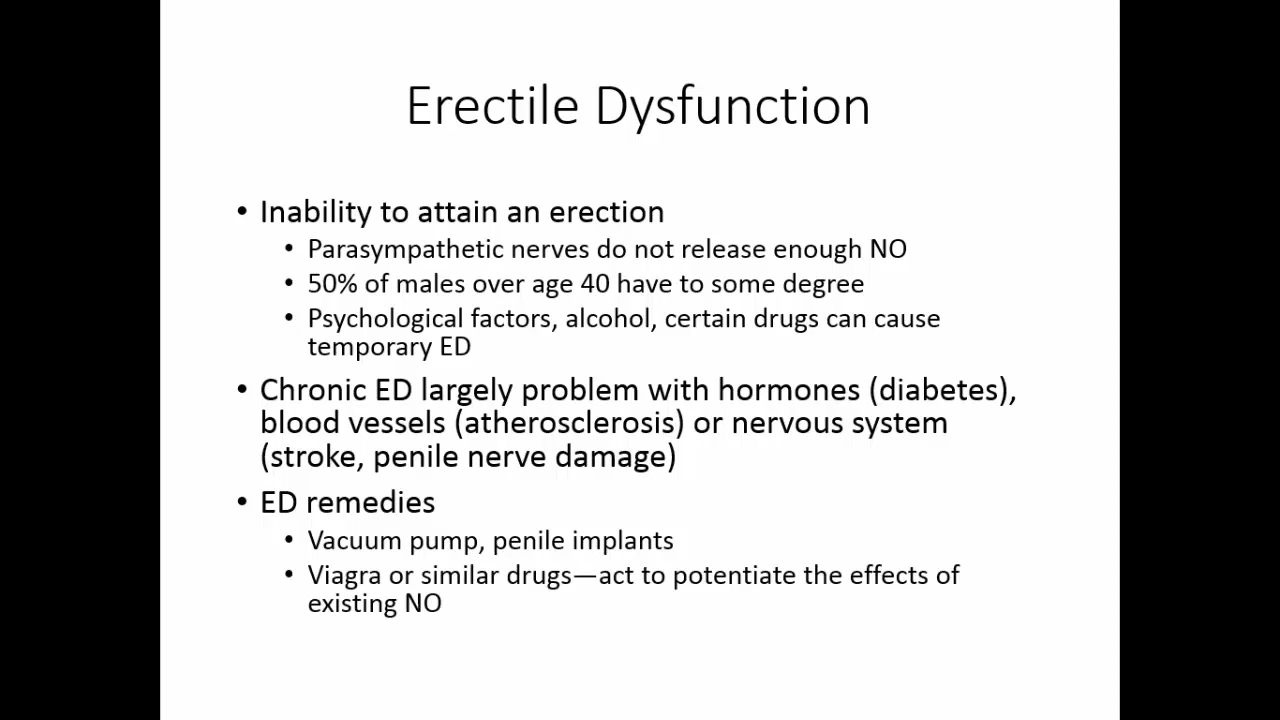 Erectile Dysfunction
• Inability to attain an erection
• Parasympathetic nerves do not release enough NO
• 50% of males over age 40 have to some degree
• Psychological factors, alcohol, certain drugs can cause
temporary ED
• Chronic ED largely problem with hormones (diabetes),
blood vessels (atherosclerosis) or nervous system
(stroke, penile nerve damage)
• ED remedies
• Vacuum pump, penile implants
• Viagra or similar drugs—act to potentiate the effects of
existing NO